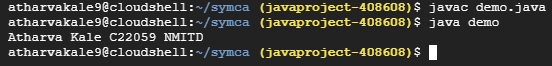 atharvakale9@cloudshell:~/symca (javaproject-408608)$ javac demo.java
atharvakale9@cloudshell:~/symca (javaproject-408608)$ java demo
Atharva Kale C22059 NMITD
atharvakale9@cloudshell:~/symca (javaproject-408608)$